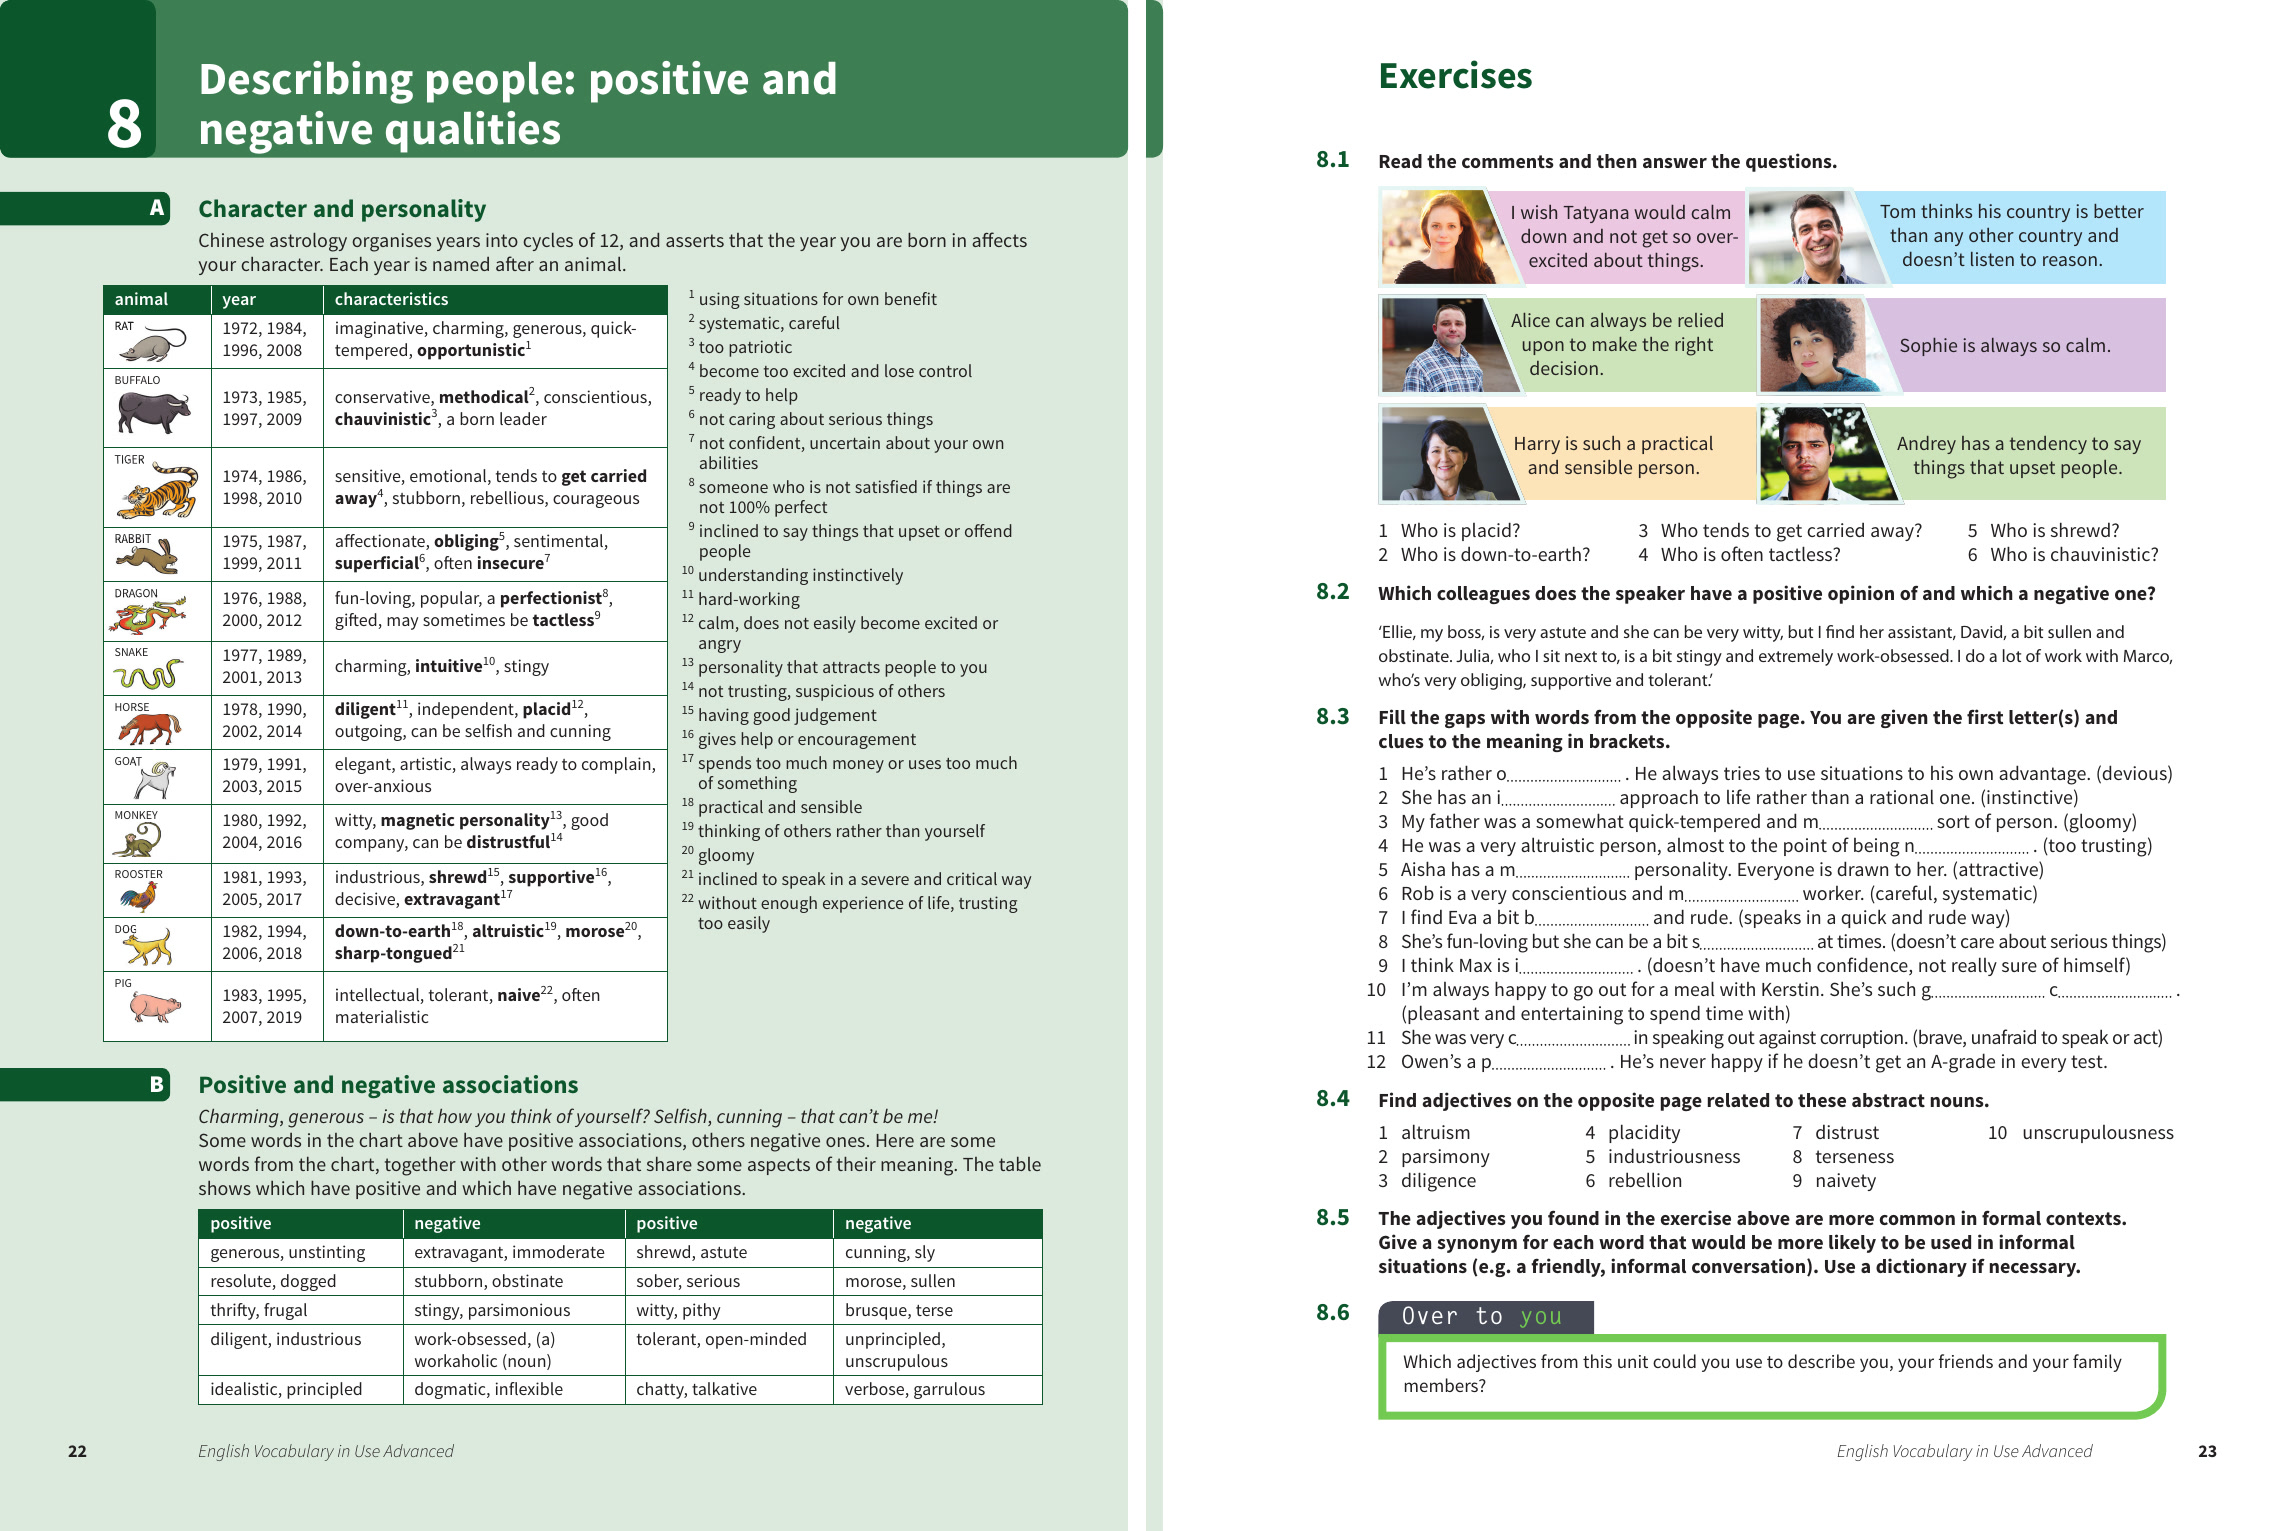 8
Describing people: positive and
negative qualities
A
Character and personality
Chinese astrology organises years into cycles of 12, and asserts that the year you are born in affects
your character. Each year is named after an animal.
animal year characteristics
RAT
1972, 1984,
1996, 2008
imaginative, charming, generous, quick-
tempered, opportunistic1
BUFFALO
1973, 1985,
1997, 2009
conservative, methodical2, conscientious,
chauvinistic3, a born leader
TIGER
1974, 1986,
1998, 2010
sensitive, emotional, tends to get carried
away4, stubborn, rebellious, courageous
RABBIT
1975, 1987,
1999, 2011
affectionate, obliging5, sentimental,
superficial6, often insecure7
DRAGON
1976, 1988,
2000, 2012
fun-loving, popular, a perfectionist8,
gifted, may sometimes be tactless9
SNAKE
1977, 1989,
2001, 2013
charming, intuitive10, stingy
HORSE
1978, 1990,
2002, 2014
diligent11, independent, placid12,
outgoing, can be selfish and cunning
GOAT
1979, 1991,
2003, 2015
elegant, artistic, always ready to complain,
over-anxious
MONKEY
1980, 1992,
2004, 2016
witty, magnetic personality13, good
company, can be distrustful14
ROOSTER
1981, 1993,
2005, 2017
industrious, shrewd15, supportive16,
decisive, extravagant17
DOG
1982, 1994,
2006, 2018
down-to-earth18, altruistic19, morose20,
sharp-tongued21
PIG
1983, 1995,
2007, 2019
intellectual, tolerant, naive22, often
materialistic
1 using situations for own benefit
2 systematic, careful
3 too patriotic
4 become too excited and lose control
5 ready to help
6 not caring about serious things
7 not confident, uncertain about your own
abilities
8 someone who is not satisfied if things are
not 100% perfect
9 inclined to say things that upset or offend
people
10 understanding instinctively
11 hard-working
12 calm, does not easily become excited or
angry
13 personality that attracts people to you
14 not trusting, suspicious of others
15 having good judgement
16 gives help or encouragement
17 spends too much money or uses too much
of something
18 practical and sensible
19 thinking of others rather than yourself
20 gloomy
21 inclined to speak in a severe and critical way
22 without enough experience of life, trusting
too easily
B
Positive and negative associations
Charming, generous – is that how you think of yourself? Selfish, cunning – that can't be me!
Some words in the chart above have positive associations, others negative ones. Here are some
words from the chart, together with other words that share some aspects of their meaning. The table
shows which have positive and which have negative associations.
positive negative positive negative
generous, unstinting extravagant, immoderate shrewd, astute cunning, sly
resolute, dogged stubborn, obstinate sober, serious morose, sullen
thrifty, frugal stingy, parsimonious witty, pithy brusque, terse
diligent, industrious work-obsessed, (a) tolerant, open-minded unprincipled,
workaholic (noun) unscrupulous
idealistic, principled dogmatic, inflexible chatty, talkative verbose, garrulous
22 English Vocabulary in Use Advanced
Exercises
8.1 Read the comments and then answer the questions.
I wish Tatyana would calm
down and not get so over-
excited about things.
Tom thinks his country is better
than any other country and
doesn't listen to reason.
Alice can always be relied
upon to make the right
decision.
Sophie is always so calm.
Harry is such a practical
and sensible person.
Andrey has a tendency to say
things that upset people.
1 Who is placid? 3 Who tends to get carried away? 5 Who is shrewd?
2 Who is down-to-earth? 4 Who is often tactless? 6 Who is chauvinistic?
8.2 Which colleagues does the speaker have a positive opinion of and which a negative one?
‘Ellie, my boss, is very astute and she can be very witty, but I find her assistant, David, a bit sullen and
obstinate. Julia, who I sit next to, is a bit stingy and extremely work-obsessed. I do a lot of work with Marco,
who's very obliging, supportive and tolerant.’
8.3 Fill the gaps with words from the opposite page. You are given the first letter(s) and
clues to the meaning in brackets.
1 He's rather o.............................. . He always tries to use situations to his own advantage. (devious)
2 She has an i.............................. approach to life rather than a rational one. (instinctive)
3 My father was a somewhat quick-tempered and m.............................. sort of person. (gloomy)
4 He was a very altruistic person, almost to the point of being n.............................. . (too trusting)
5 Aisha has a m.............................. personality. Everyone is drawn to her. (attractive)
6 Rob is a very conscientious and m.............................. worker. (careful, systematic)
7 I find Eva a bit b.............................. and rude. (speaks in a quick and rude way)
8 She's fun-loving but she can be a bit s.............................. at times. (doesn't care about serious things)
9 I think Max is i.............................. . (doesn't have much confidence, not really sure of himself)
10 I'm always happy to go out for a meal with Kerstin. She's such g.............................. c.............................. .
(pleasant and entertaining to spend time with)
11 She was very c.............................. in speaking out against corruption. (brave, unafraid to speak or act)
12 Owen's a p.............................. . He's never happy if he doesn't get an A-grade in every test.
8.4 Find adjectives on the opposite page related to these abstract nouns.
1 altruism 4 placidity 7 distrust 10 unscrupulousness
2 parsimony 5 industriousness 8 terseness
3 diligence 6 rebellion 9 naivety
8.5 The adjectives you found in the exercise above are more common in formal contexts.
Give a synonym for each word that would be more likely to be used in informal
situations (e.g. a friendly, informal conversation). Use a dictionary if necessary.
8.6 Over to you
Which adjectives from this unit could you use to describe you, your friends and your family
members?
English Vocabulary in Use Advanced 23